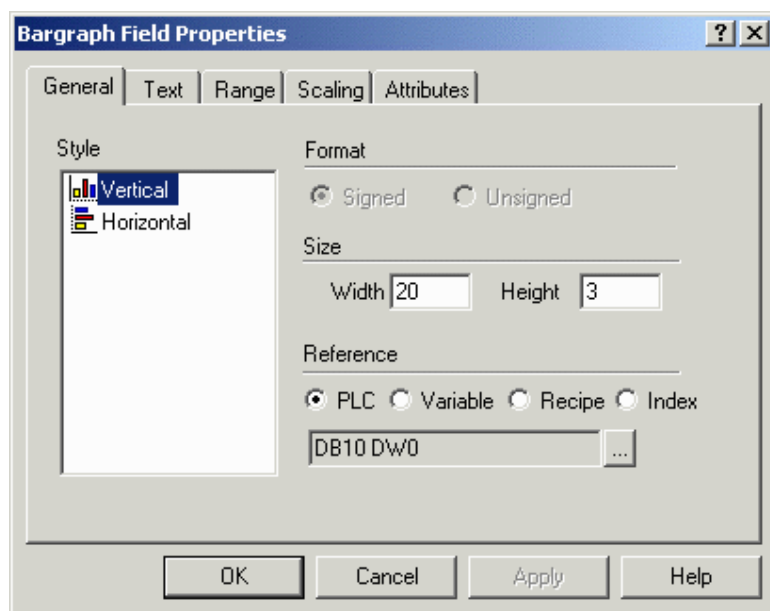 Bargraph Field Properties
General Text Range Scaling Attributes
Style
Vertical
Horizontal
Format
Signed Unsigned
Size
Width 20 Height 3
Reference
PLC Variable Recipe Index
DB10 DW0 ...
OK Cancel Apply Help